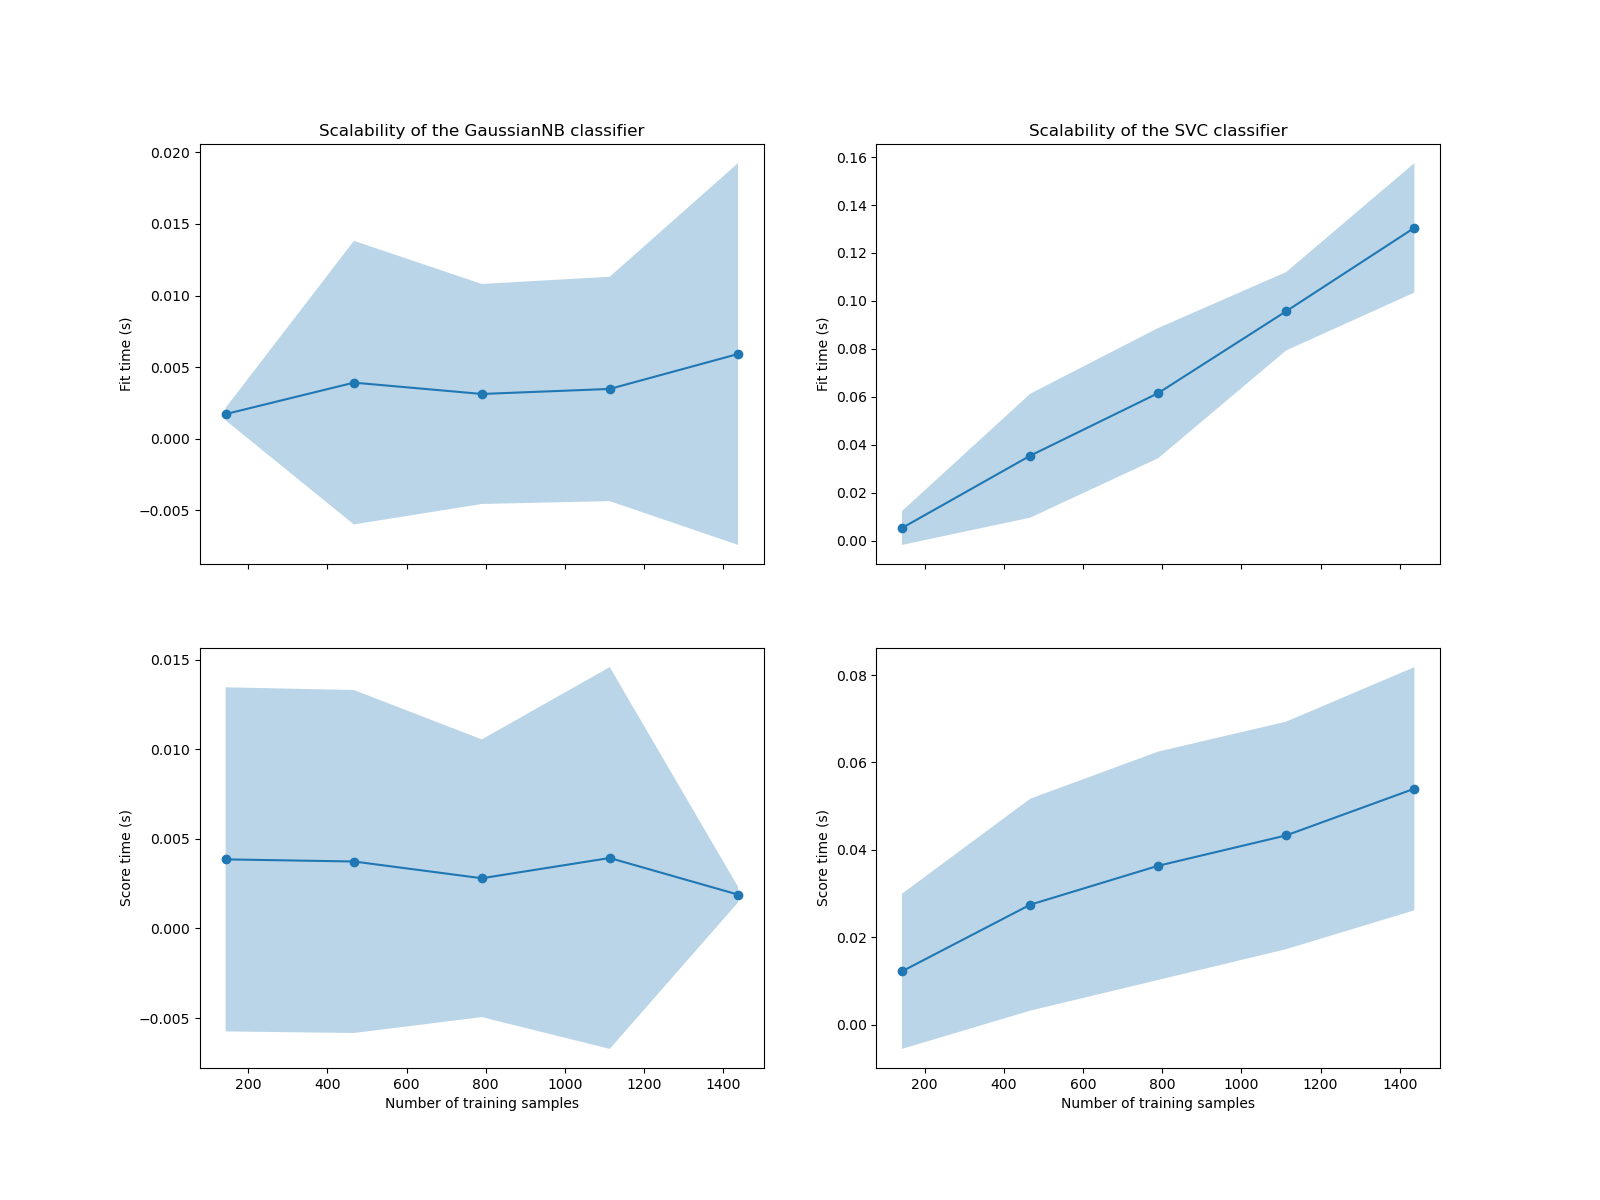 Scalability of the GaussianNB classifier
0.020
0.015
0.010
0.005
0.000
−0.005
Fit time (s)
Scalability of the SVC classifier
0.16
0.14
0.12
0.10
0.08
0.06
0.04
0.02
0.00
Fit time (s)
0.015
0.010
0.005
0.000
−0.005
Score time (s)
200 400 600 800 1000 1200 1400
Number of training samples
0.08
0.06
0.04
0.02
0.00
Score time (s)
200 400 600 800 1000 1200 1400
Number of training samples